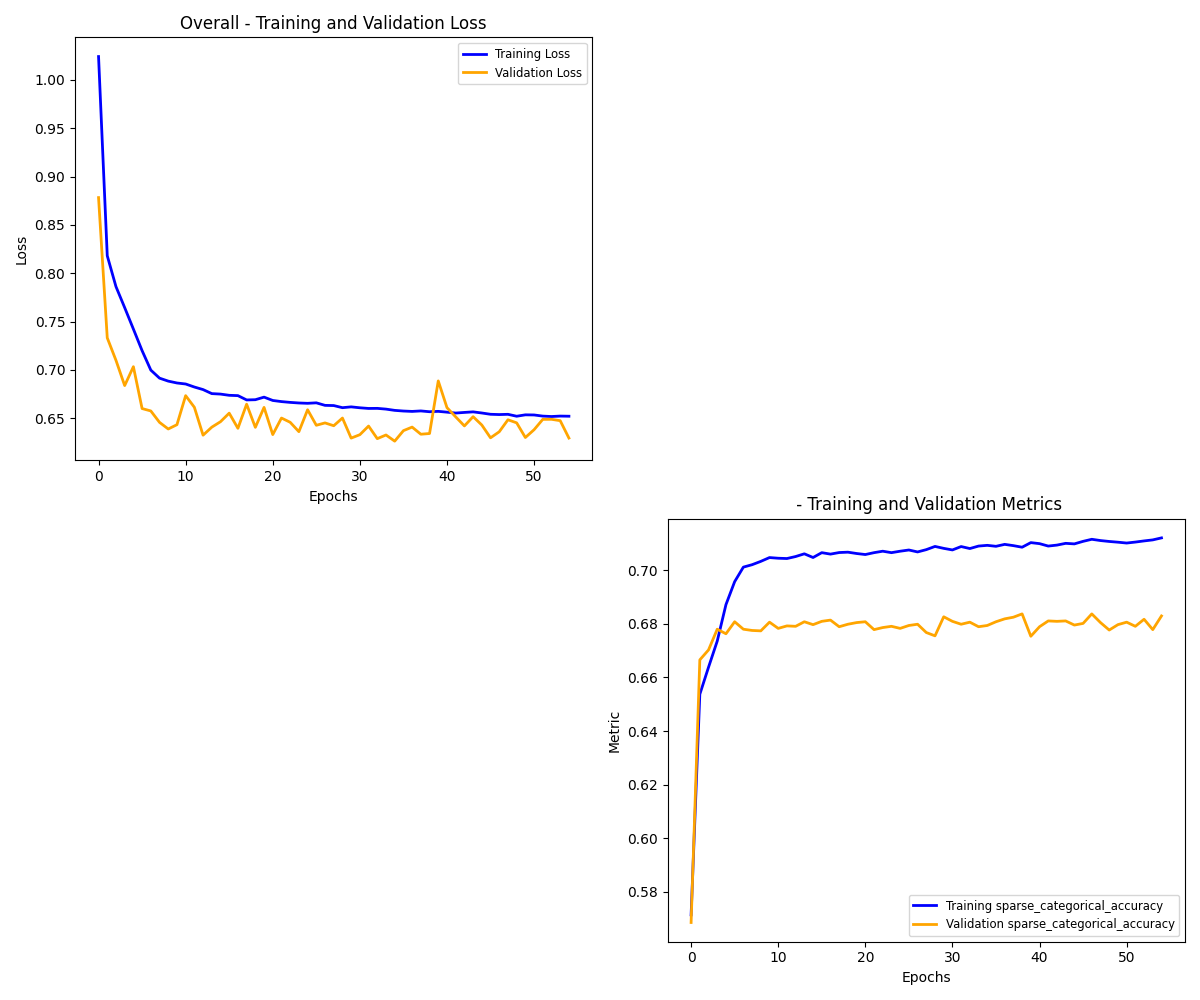 Overall - Training and Validation Loss
Training Loss
Validation Loss
1.00
0.95
0.90
0.85
0.80
0.75
0.70
0.65
Loss
0
10
20
30
40
50
Epochs
- Training and Validation Metrics
0.70
0.68
0.66
0.64
0.62
0.60
0.58
Metric
Training sparse_categorical_accuracy
Validation sparse_categorical_accuracy
0
10
20
30
40
50
Epochs